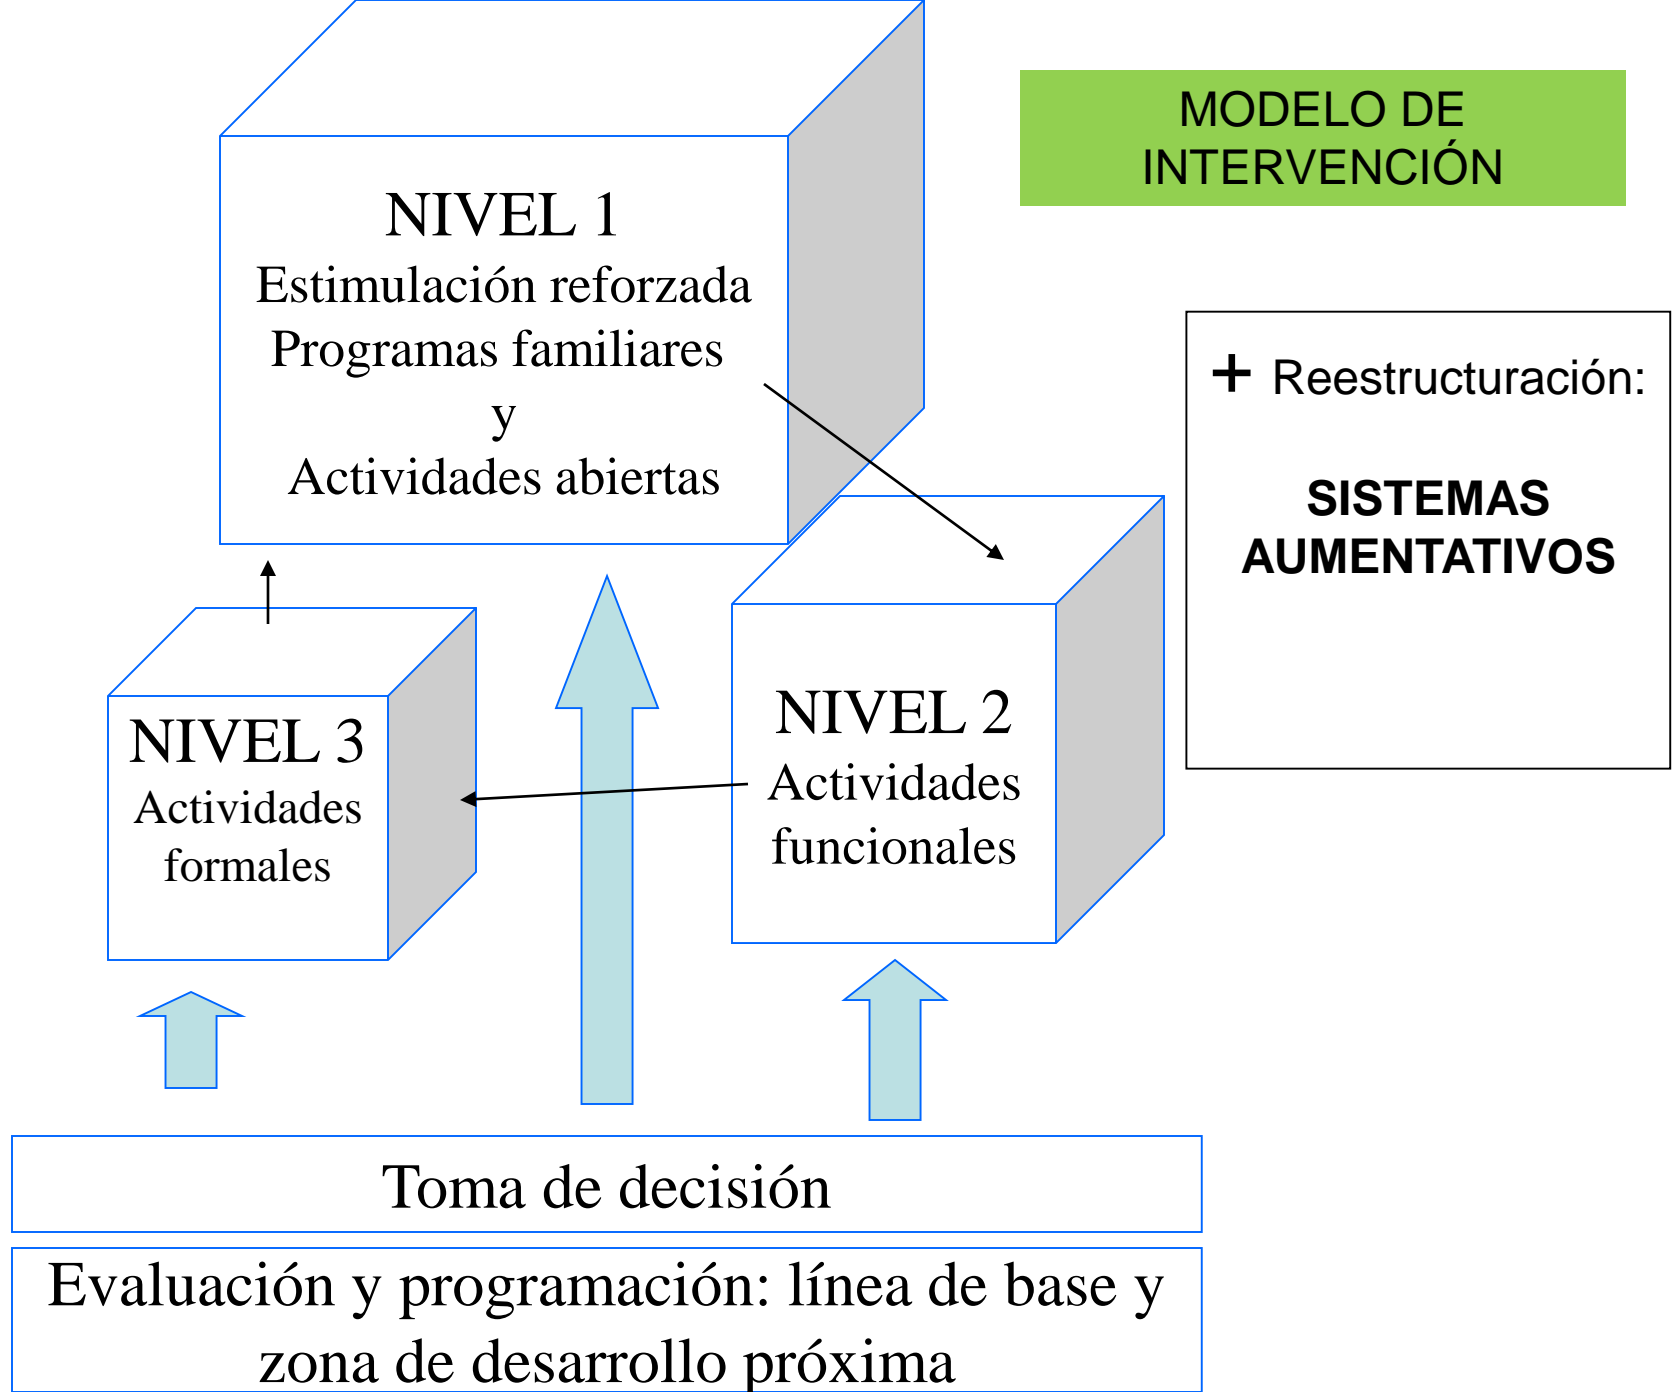 MODELO DE
INTERVENCIÓN
NIVEL 1
Estimulación reforzada
Programas familiares
y
Actividades abiertas
+ Reestructuración:
SISTEMAS
AUMENTATIVOS
NIVEL 2
Actividades
funcionales
NIVEL 3
Actividades
formales
Toma de decisión
Evaluación y programación: línea de base y
zona de desarrollo próxima